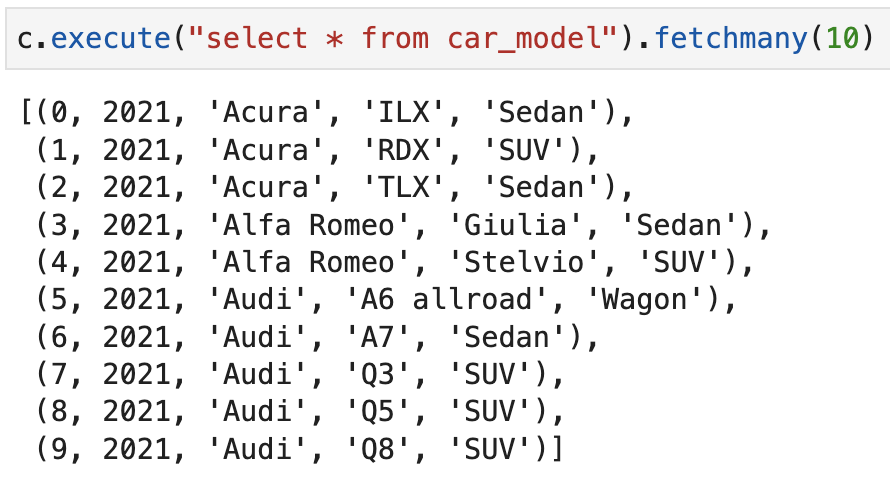 c.execute("select * from car_model").fetchmany(10)
[(0, 2021, 'Acura', 'ILX', 'Sedan'),
(1, 2021, 'Acura', 'RDX', 'SUV'),
(2, 2021, 'Acura', 'TLX', 'Sedan'),
(3, 2021, 'Alfa Romeo', 'Giulia', 'Sedan'),
(4, 2021, 'Alfa Romeo', 'Stelvio', 'SUV'),
(5, 2021, 'Audi', 'A6 allroad', 'Wagon'),
(6, 2021, 'Audi', 'A7', 'Sedan'),
(7, 2021, 'Audi', 'Q3', 'SUV'),
(8, 2021, 'Audi', 'Q5', 'SUV'),
(9, 2021, 'Audi', 'Q8', 'SUV')]